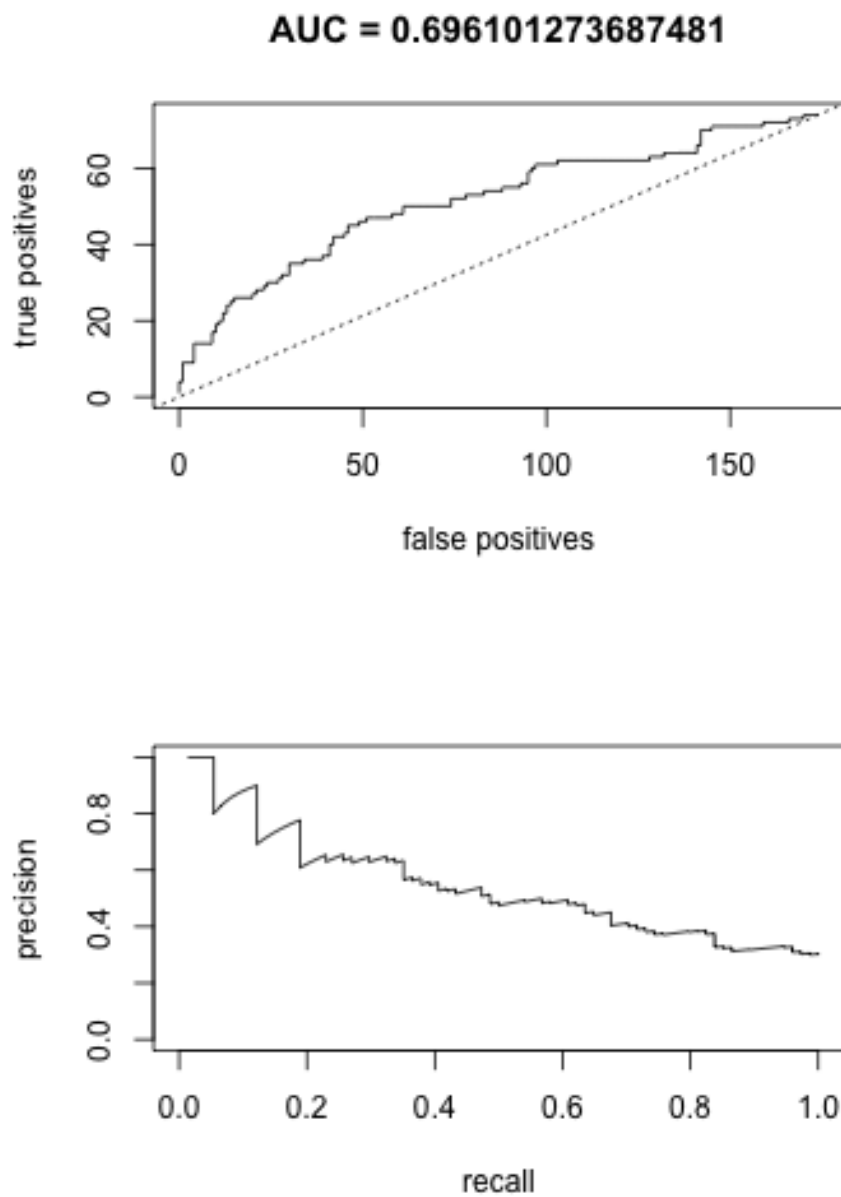 AUC = 0.696101273687481
true positives
60
40
20
0
0 50 100 150
false positives
precision
0.8
0.4
0.0
0.0 0.2 0.4 0.6 0.8 1.0
recall